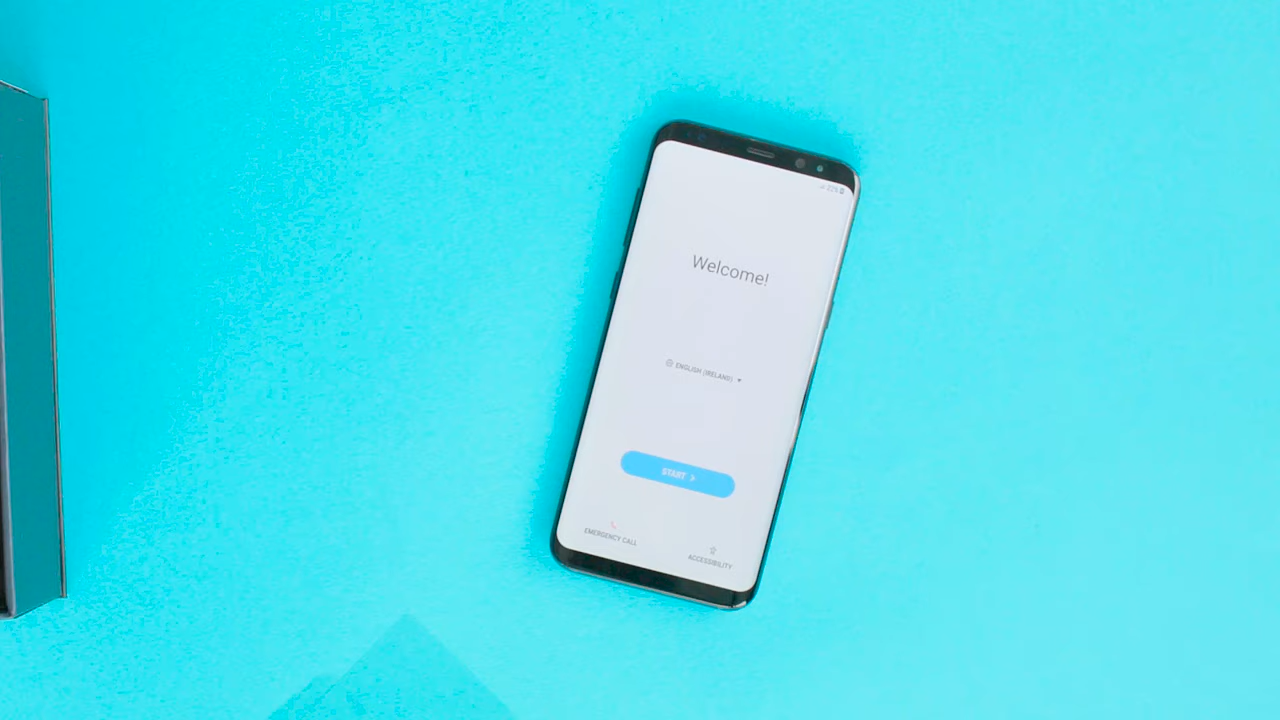 Welcome!
ENGLISH (IRELAND)
START
EMERGENCY CALL
ACCESSIBILITY